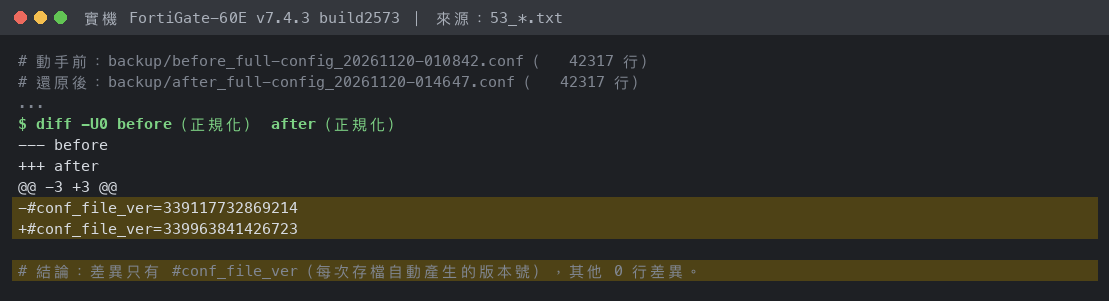 實機 FortiGate-60E v7.4.3 build2573 | 來源：53_*.txt
# 動手前：backup/before_full-config_20261120-010842.conf（ 42317 行）
# 還原後：backup/after_full-config_20261120-014647.conf（ 42317 行）
...
$ diff -U0 before（正規化） after（正規化）
--- before
+++ after
@@ -3 +3 @@
-#conf_file_ver=339117732869214
+#conf_file_ver=339963841426723
# 結論：差異只有 #conf_file_ver（每次存檔自動產生的版本號），其他 0 行差異。